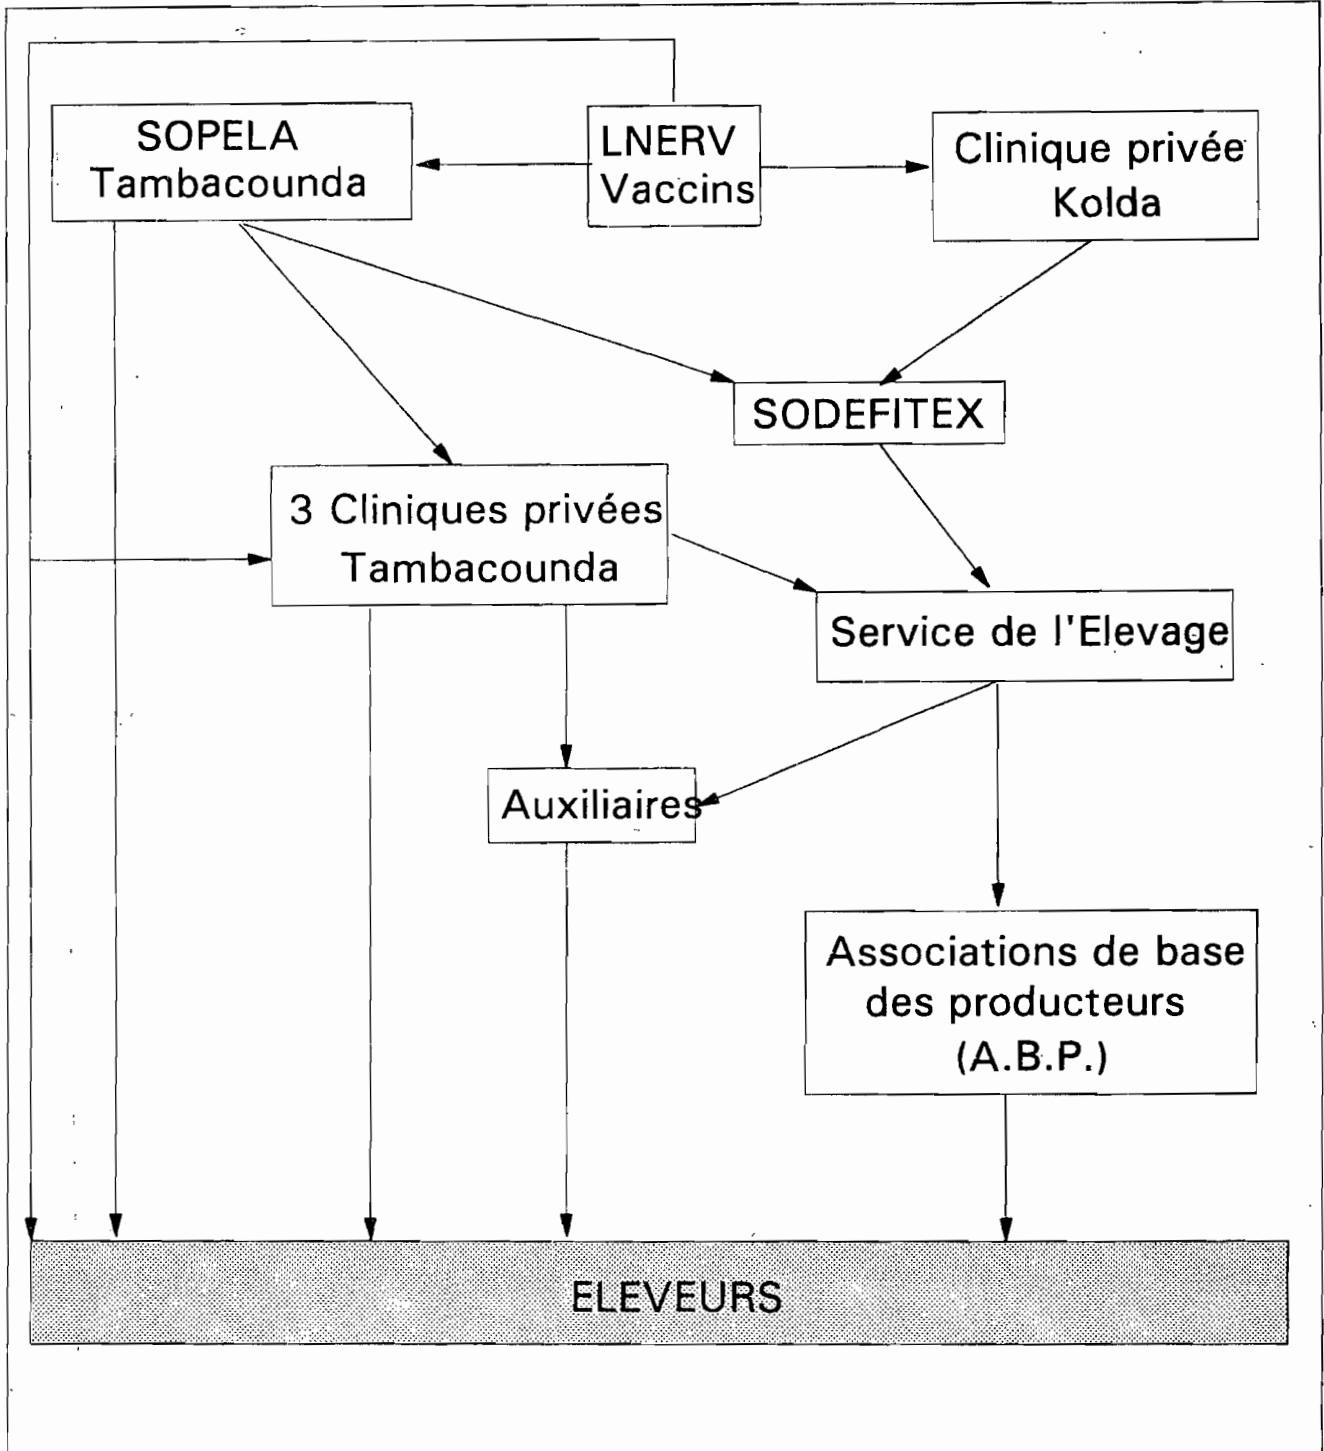 SOPELA
Tambacounda
LNERV
Vaccins
Clinique privée
Kolda
SODEFITEX
3 Cliniques privées
Tambacounda
Service de l'Elevage
Auxiliaires
Associations de base
des producteurs
(A.B.P.)
ELEVEURS